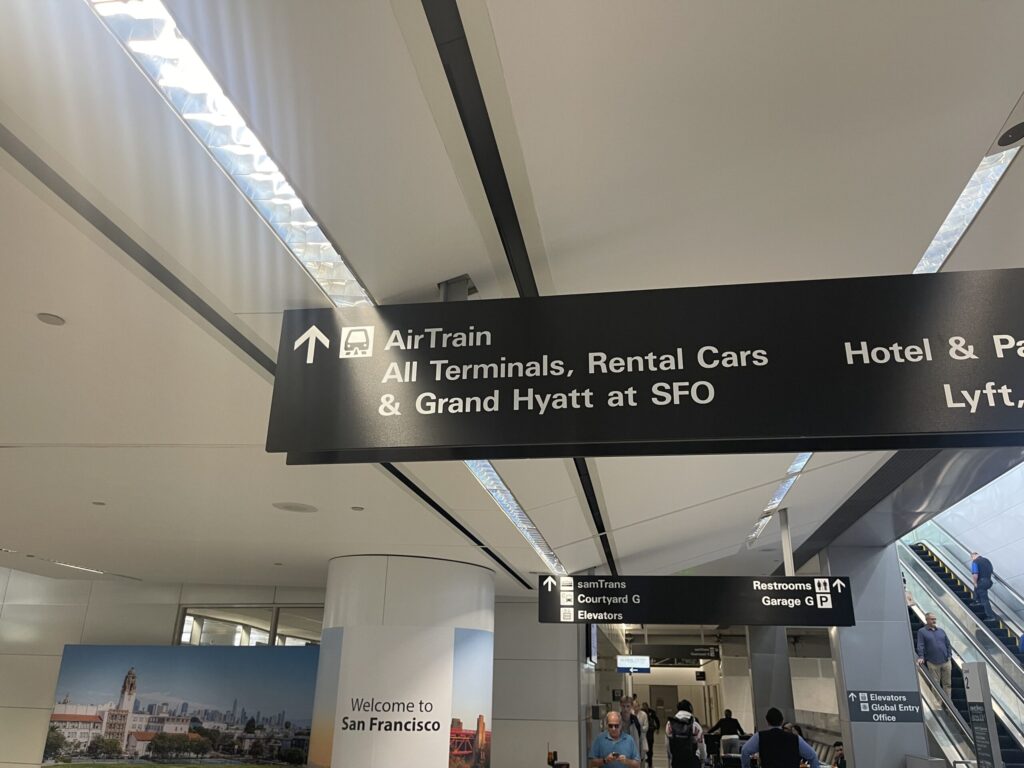 AirTrain
All Terminals, Rental Cars
& Grand Hyatt at SFO
Hotel &
Lyft,
samTrans
Courtyard G
Elevators
Restrooms
Garage G P
Welcome to
San Francisco
Elevators
Global Entry
Office
2